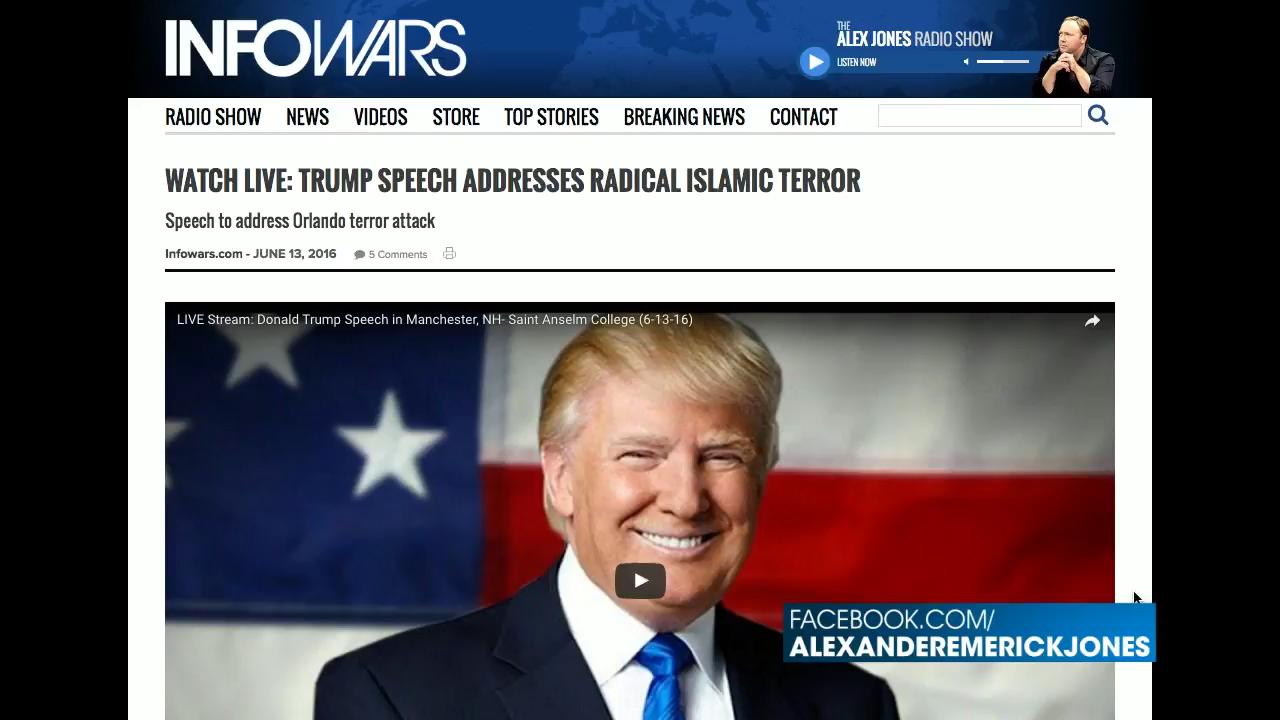 INFOWARS
THE
ALEX JONES RADIO SHOW
LISTEN NOW
RADIO SHOW NEWS VIDEOS STORE TOP STORIES BREAKING NEWS CONTACT
WATCH LIVE: TRUMP SPEECH ADDRESSES RADICAL ISLAMIC TERROR
Speech to address Orlando terror attack
Infowars.com - JUNE 13, 2016 5 Comments
LIVE Stream: Donald Trump Speech in Manchester, NH- Saint Anselm College (6-13-16)
FACEBOOK.COM/
ALEXANDEREMERICKJONES